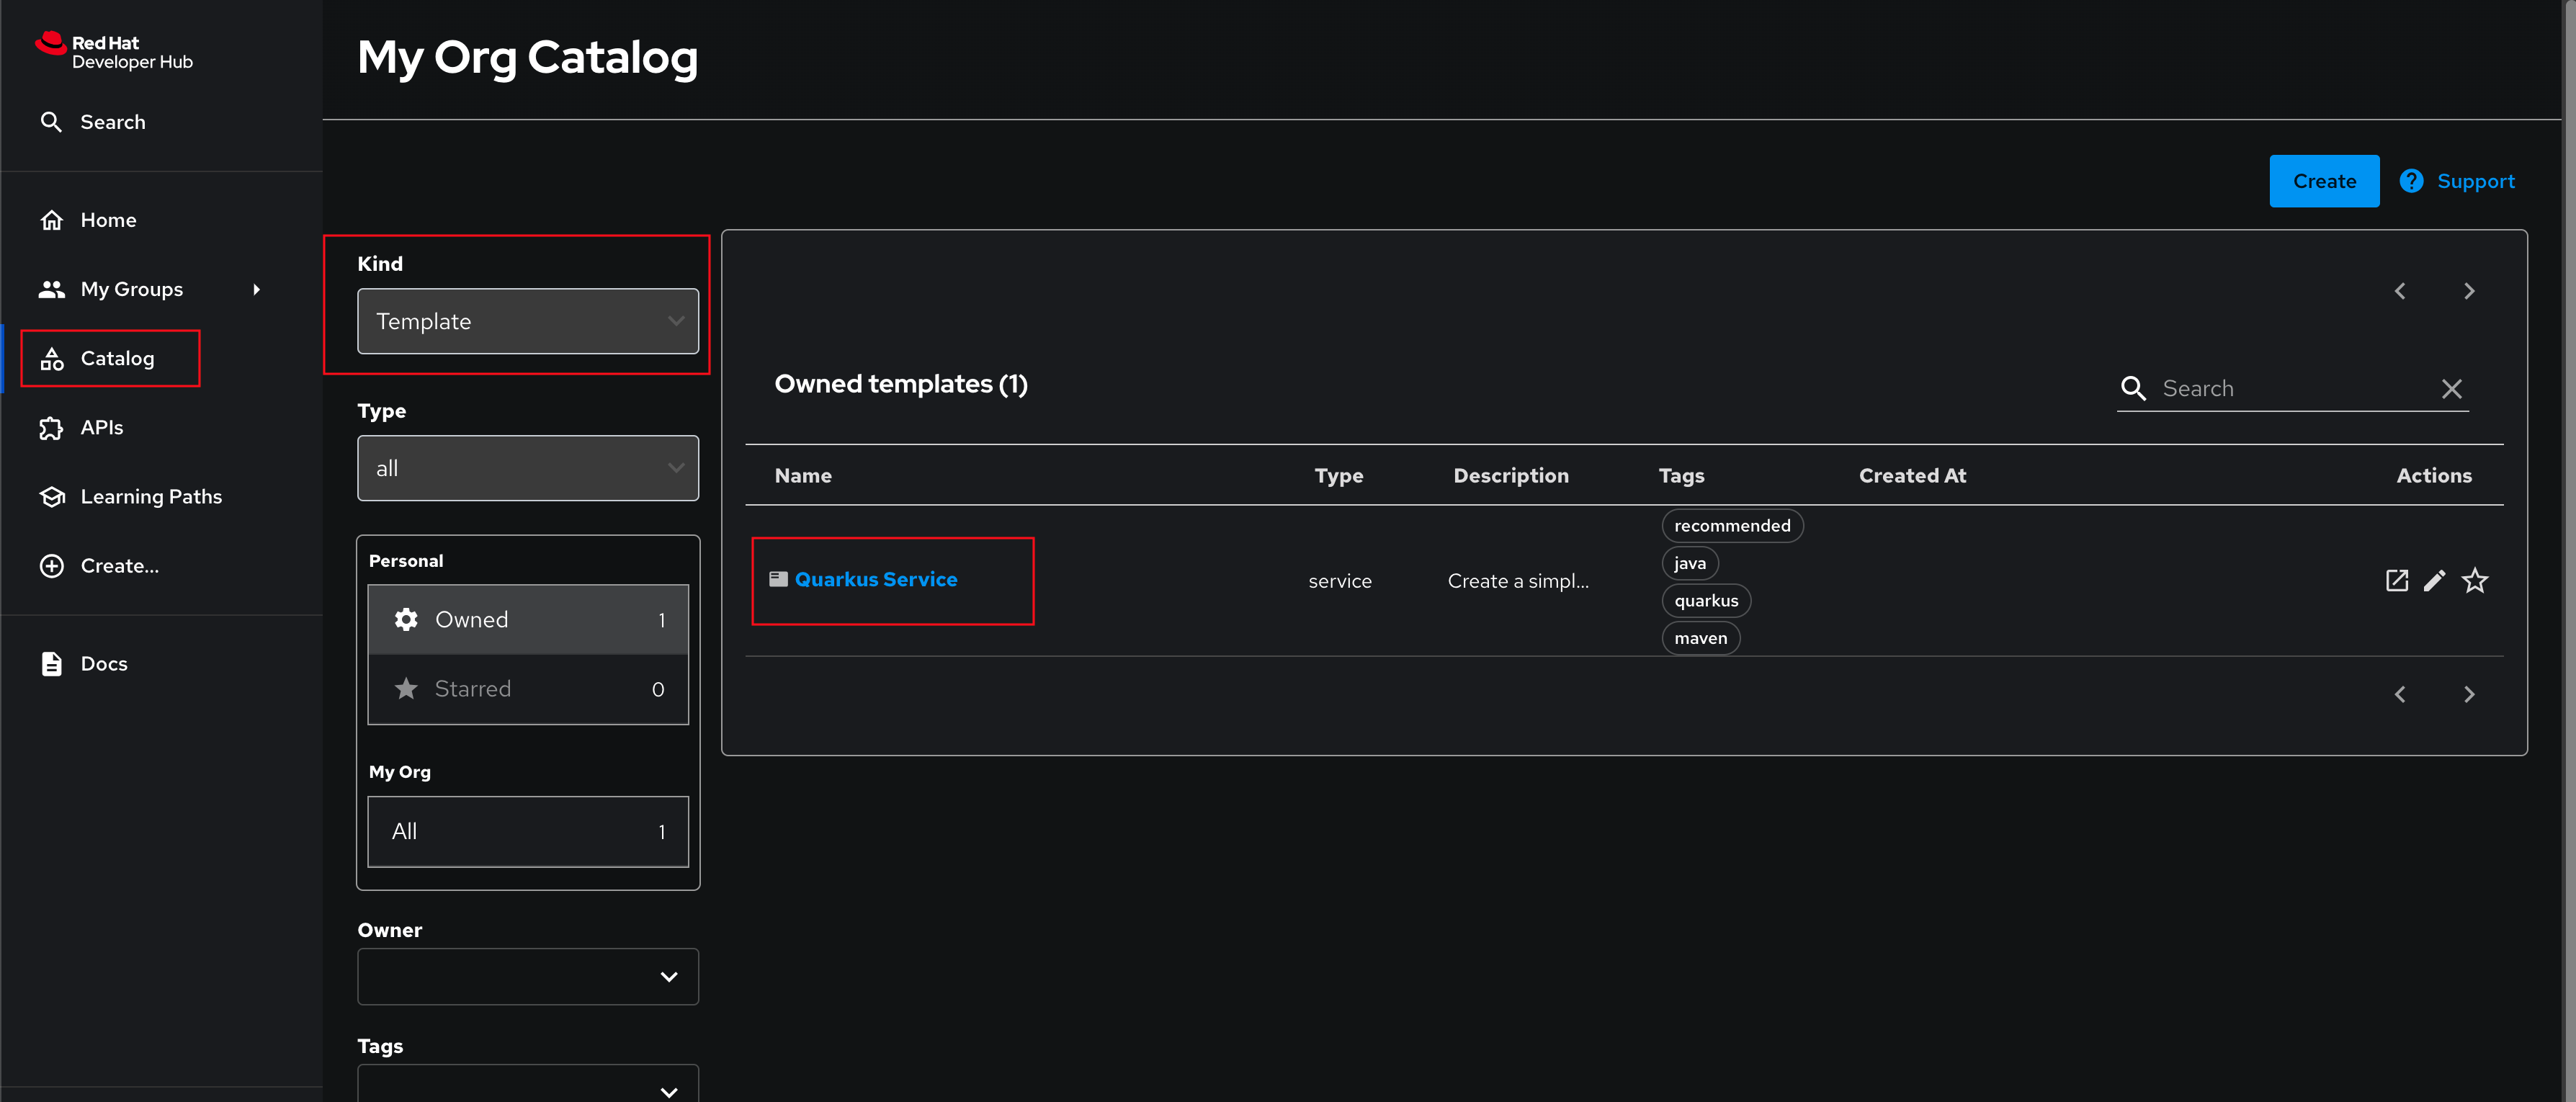 Red Hat
Developer Hub
Search
Home
My Groups
Catalog
APIs
Learning Paths
Create...
Docs
My Org Catalog
Create
Support
Kind
Template
Type
all
Personal
Owned 1
Starred 0
My Org
All 1
Owner
Tags
Owned templates (1)
Search
Name Type Description Tags Created At Actions
Quarkus Service service Create a simpl...
recommended
java
quarkus
maven